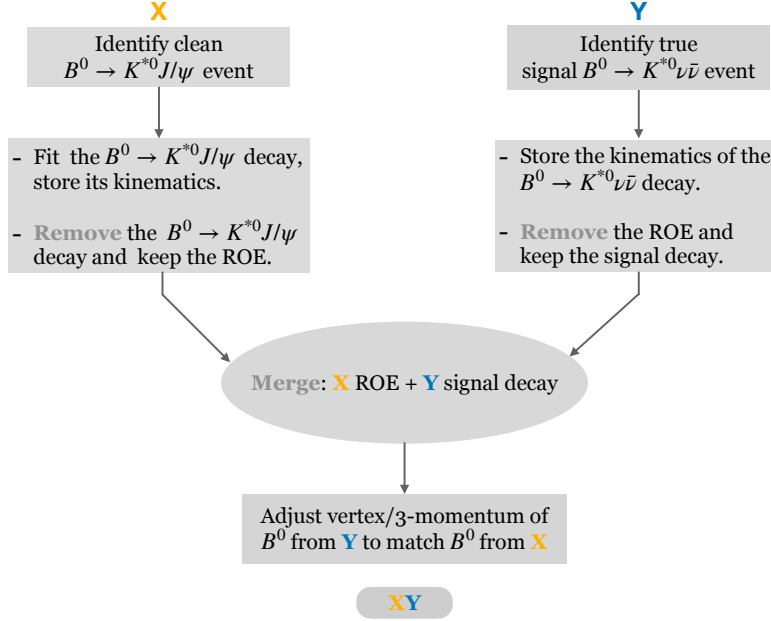 X
Identify clean
B⁰ → K*⁰J/ψ event
- Fit the B⁰ → K*⁰J/ψ decay,
store its kinematics.
- Remove the B⁰ → K*⁰J/ψ
decay and keep the ROE.
Y
Identify true
signal B⁰ → K*⁰νν̄ event
- Store the kinematics of the
B⁰ → K*⁰νν̄ decay.
- Remove the ROE and
keep the signal decay.
Merge: X ROE + Y signal decay
Adjust vertex/3-momentum of
B⁰ from Y to match B⁰ from X
XY